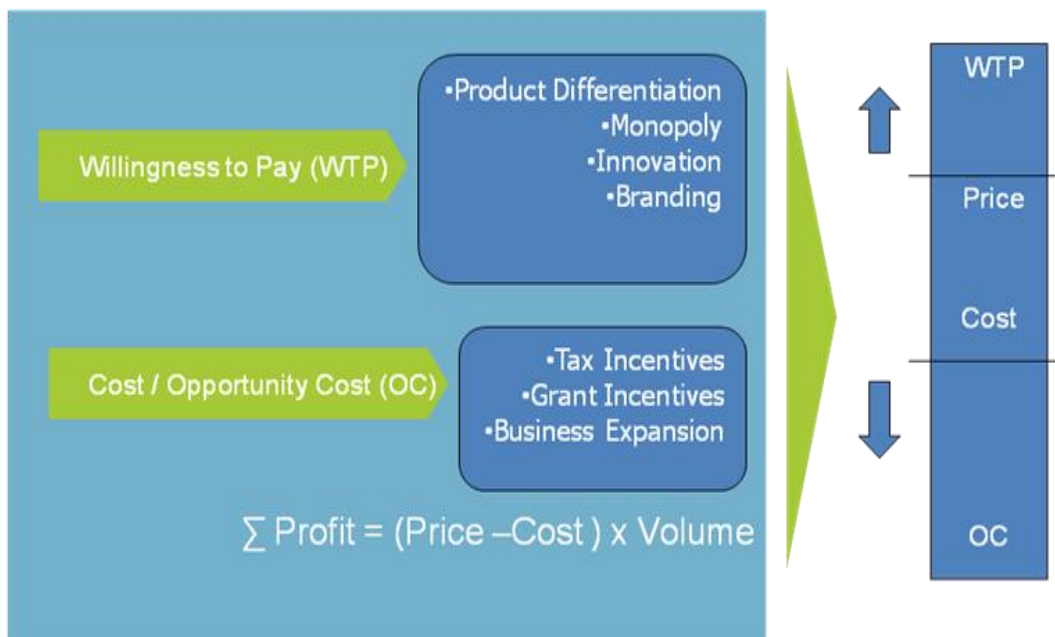 Willingness to Pay (WTP)
•Product Differentiation
•Monopoly
•Innovation
•Branding
Cost / Opportunity Cost (OC)
•Tax Incentives
•Grant Incentives
•Business Expansion
∑ Profit = (Price –Cost ) x Volume
WTP
Price
Cost
OC